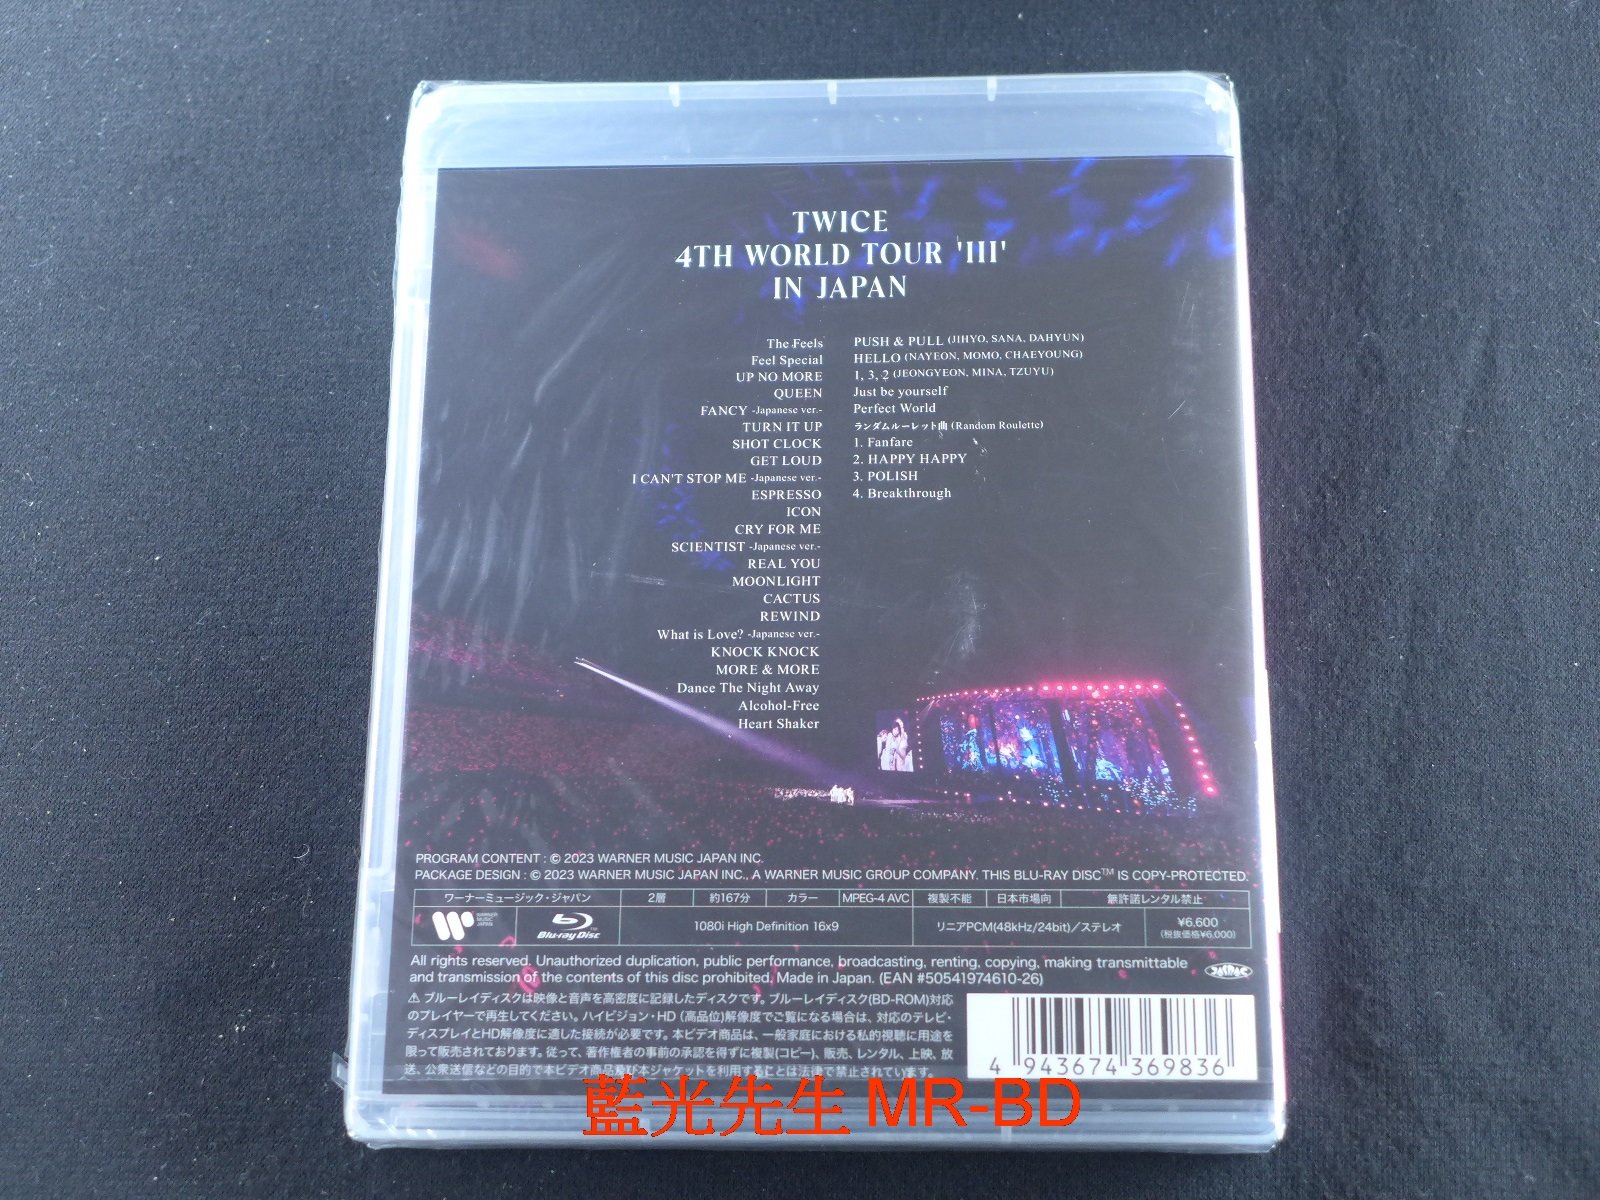 TWICE
4TH WORLD TOUR 'III'
IN JAPAN
The Feels
Feel Special
UP NO MORE
QUEEN
FANCY -Japanese ver.-
TURN IT UP
SHOT CLOCK
GET LOUD
I CAN'T STOP ME -Japanese ver.-
ESPRESSO
ICON
CRY FOR ME
SCIENTIST -Japanese ver.-
REAL YOU
MOONLIGHT
CACTUS
REWIND
What is Love? -Japanese ver.-
KNOCK KNOCK
MORE & MORE
Dance The Night Away
Alcohol-Free
Heart Shaker
PUSH & PULL (JIHYO, SANA, DAHYUN)
HELLO (NAYEON, MOMO, CHAEYOUNG)
1, 3, 2 (JEONGYEON, MINA, TZUYU)
Just be yourself
Perfect World
ランダムルーレット曲 (Random Roulette)
1. Fanfare
2. HAPPY HAPPY
3. POLISH
4. Breakthrough
PROGRAM CONTENT : © 2023 WARNER MUSIC JAPAN INC.
PACKAGE DESIGN : © 2023 WARNER MUSIC JAPAN INC., A WARNER MUSIC GROUP COMPANY. THIS BLU-RAY DISC™ IS COPY-PROTECTED.
ワーナーミュージック・ジャパン 2層 約167分 カラー MPEG-4 AVC 複製不能 日本市場向 無許諾レンタル禁止
WARNER MUSIC JAPAN Blu-ray Disc™ 1080i High Definition 16x9 リニアPCM(48kHz/24bit)／ステレオ ¥6,600
(税抜価格¥6,000)
All rights reserved. Unauthorized duplication, public performance, broadcasting, renting, copying, making transmittable
and transmission of the contents of this disc prohibited. Made in Japan. (EAN #50541974610-26)
⚠ ブルーレイディスクは映像と音声を高密度に記録したディスクです。ブルーレイディスク(BD-ROM)対応
のプレイヤーで再生してください。ハイビジョン・HD (高品位)解像度でご覧になる場合は、対応のテレビ・
ディスプレイとHD解像度に適した接続が必要です。本ビデオ商品は、一般家庭における私的視聴に用途を
限って販売されております。従って、著作権者の事前の承認を得ずに複製(コピー)、販売、レンタル、上映、放
送、公衆送信などの目的で本ビデオ商品及び本ジャケットを利用することは法律で禁止されています。
4 943674 369836
藍光先生 MR-BD